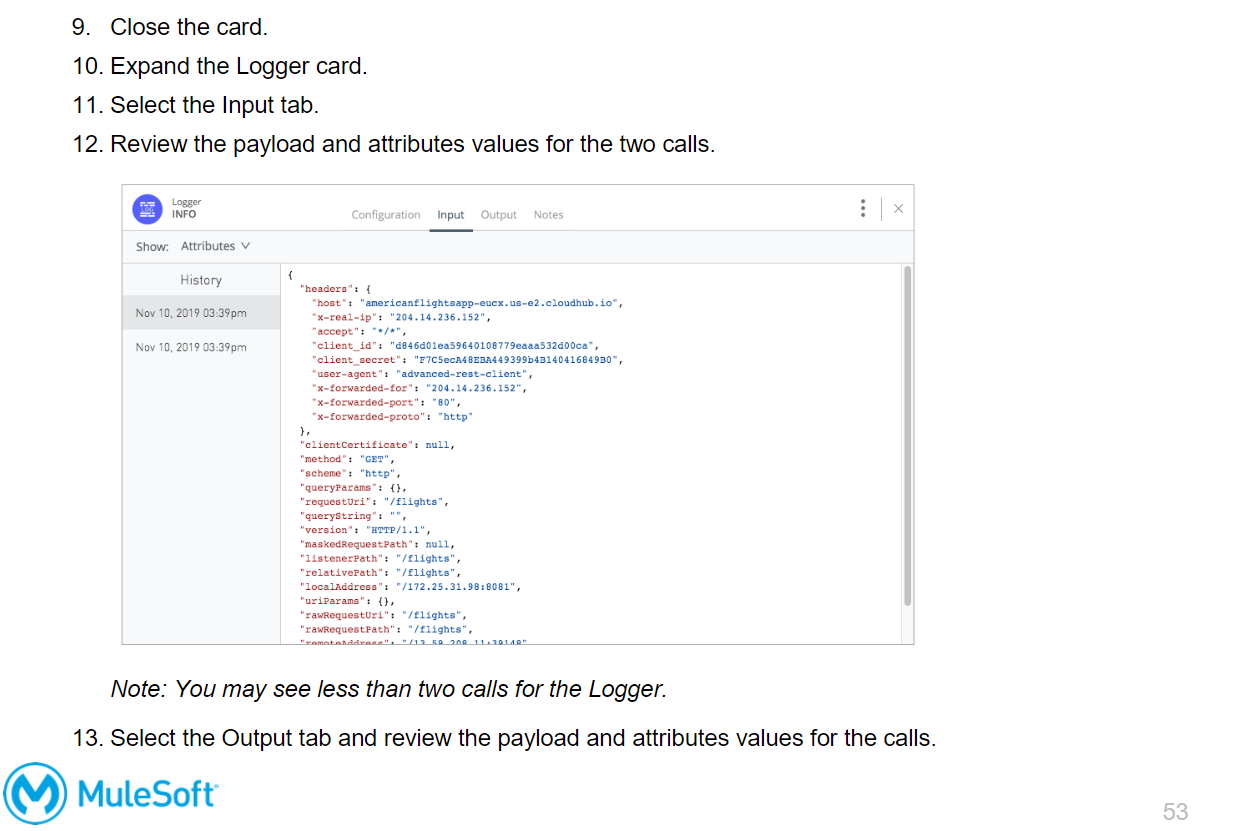 9. Close the card.
10. Expand the Logger card.
11. Select the Input tab.
12. Review the payload and attributes values for the two calls.
Logger
INFO
Configuration Input Output Notes
Show: Attributes
History
Nov 10, 2019 03:39pm
Nov 10, 2019 03:39pm
{
"headers": {
"host": "americanflightsapp-eucx.us-e2.cloudhub.io",
"x-real-ip": "204.14.236.152",
"accept": "*/*",
"client_id": "d846d01ea59640108779eaaa532d00ca",
"client_secret": "F7C5ecA48EBA449399b4B140416849B0",
"user-agent": "advanced-rest-client",
"x-forwarded-for": "204.14.236.152",
"x-forwarded-port": "80",
"x-forwarded-proto": "http"
},
"clientCertificate": null,
"method": "GET",
"scheme": "http",
"queryParams": {},
"requestUri": "/flights",
"queryString": "",
"version": "HTTP/1.1",
"maskedRequestPath": null,
"listenerPath": "/flights",
"relativePath": "/flights",
"localAddress": "/172.25.31.98:8081",
"uriParams": {},
"rawRequestUri": "/flights",
"rawRequestPath": "/flights",
"remoteAddress": "/13.59.208.11:39148"
Note: You may see less than two calls for the Logger.
13. Select the Output tab and review the payload and attributes values for the calls.
MuleSoft
53